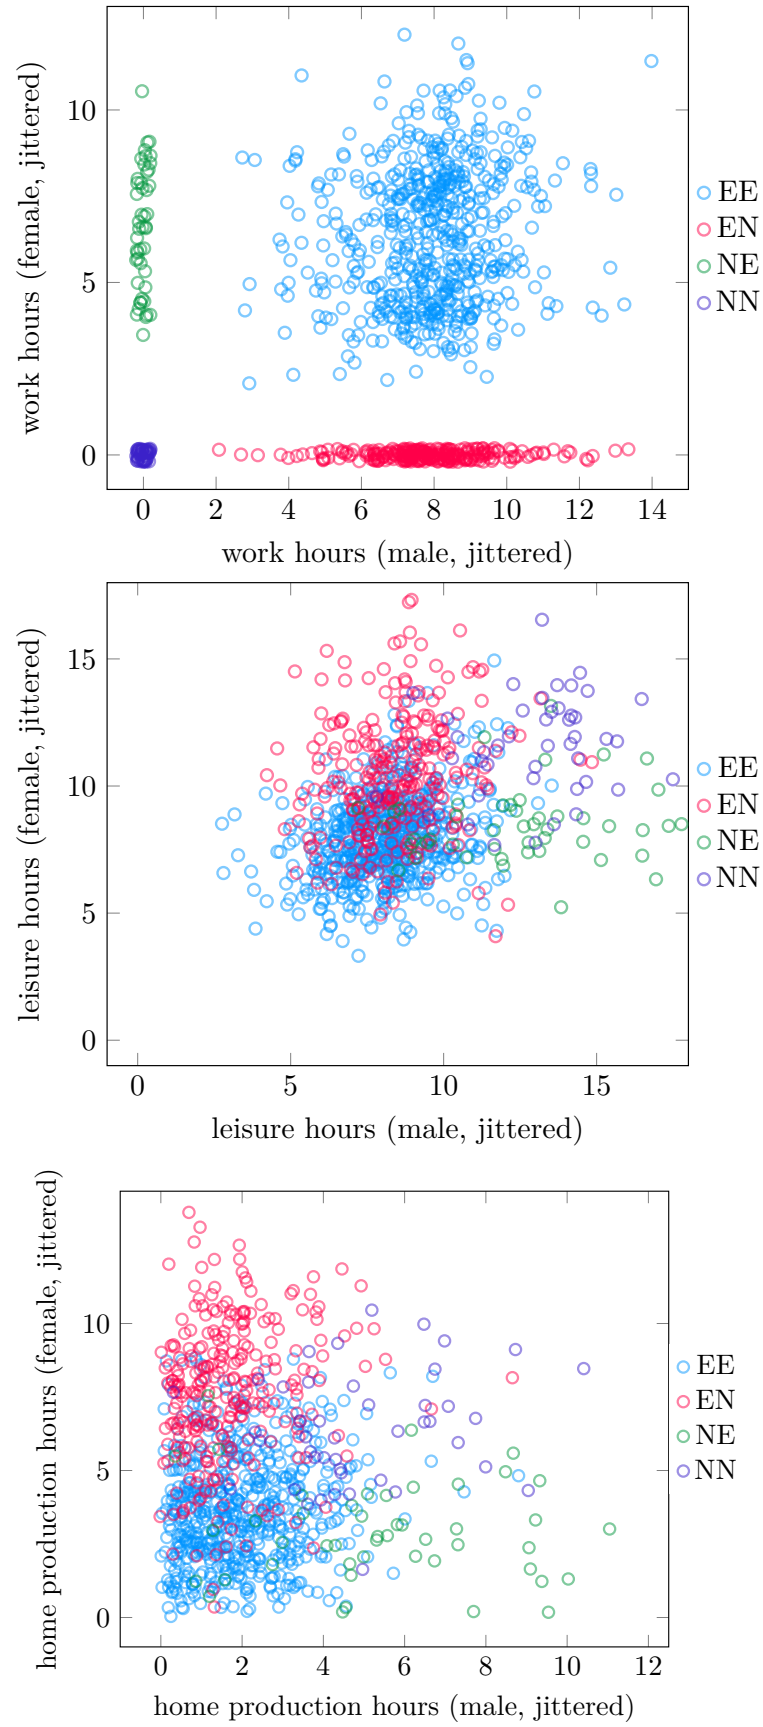 work hours (female, jittered)
10
5
0
0 2 4 6 8 10 12 14
work hours (male, jittered)
EE
EN
NE
NN
leisure hours (female, jittered)
15
10
5
0
0 5 10 15
leisure hours (male, jittered)
EE
EN
NE
NN
home production hours (female, jittered)
10
5
0
0 2 4 6 8 10 12
home production hours (male, jittered)
EE
EN
NE
NN